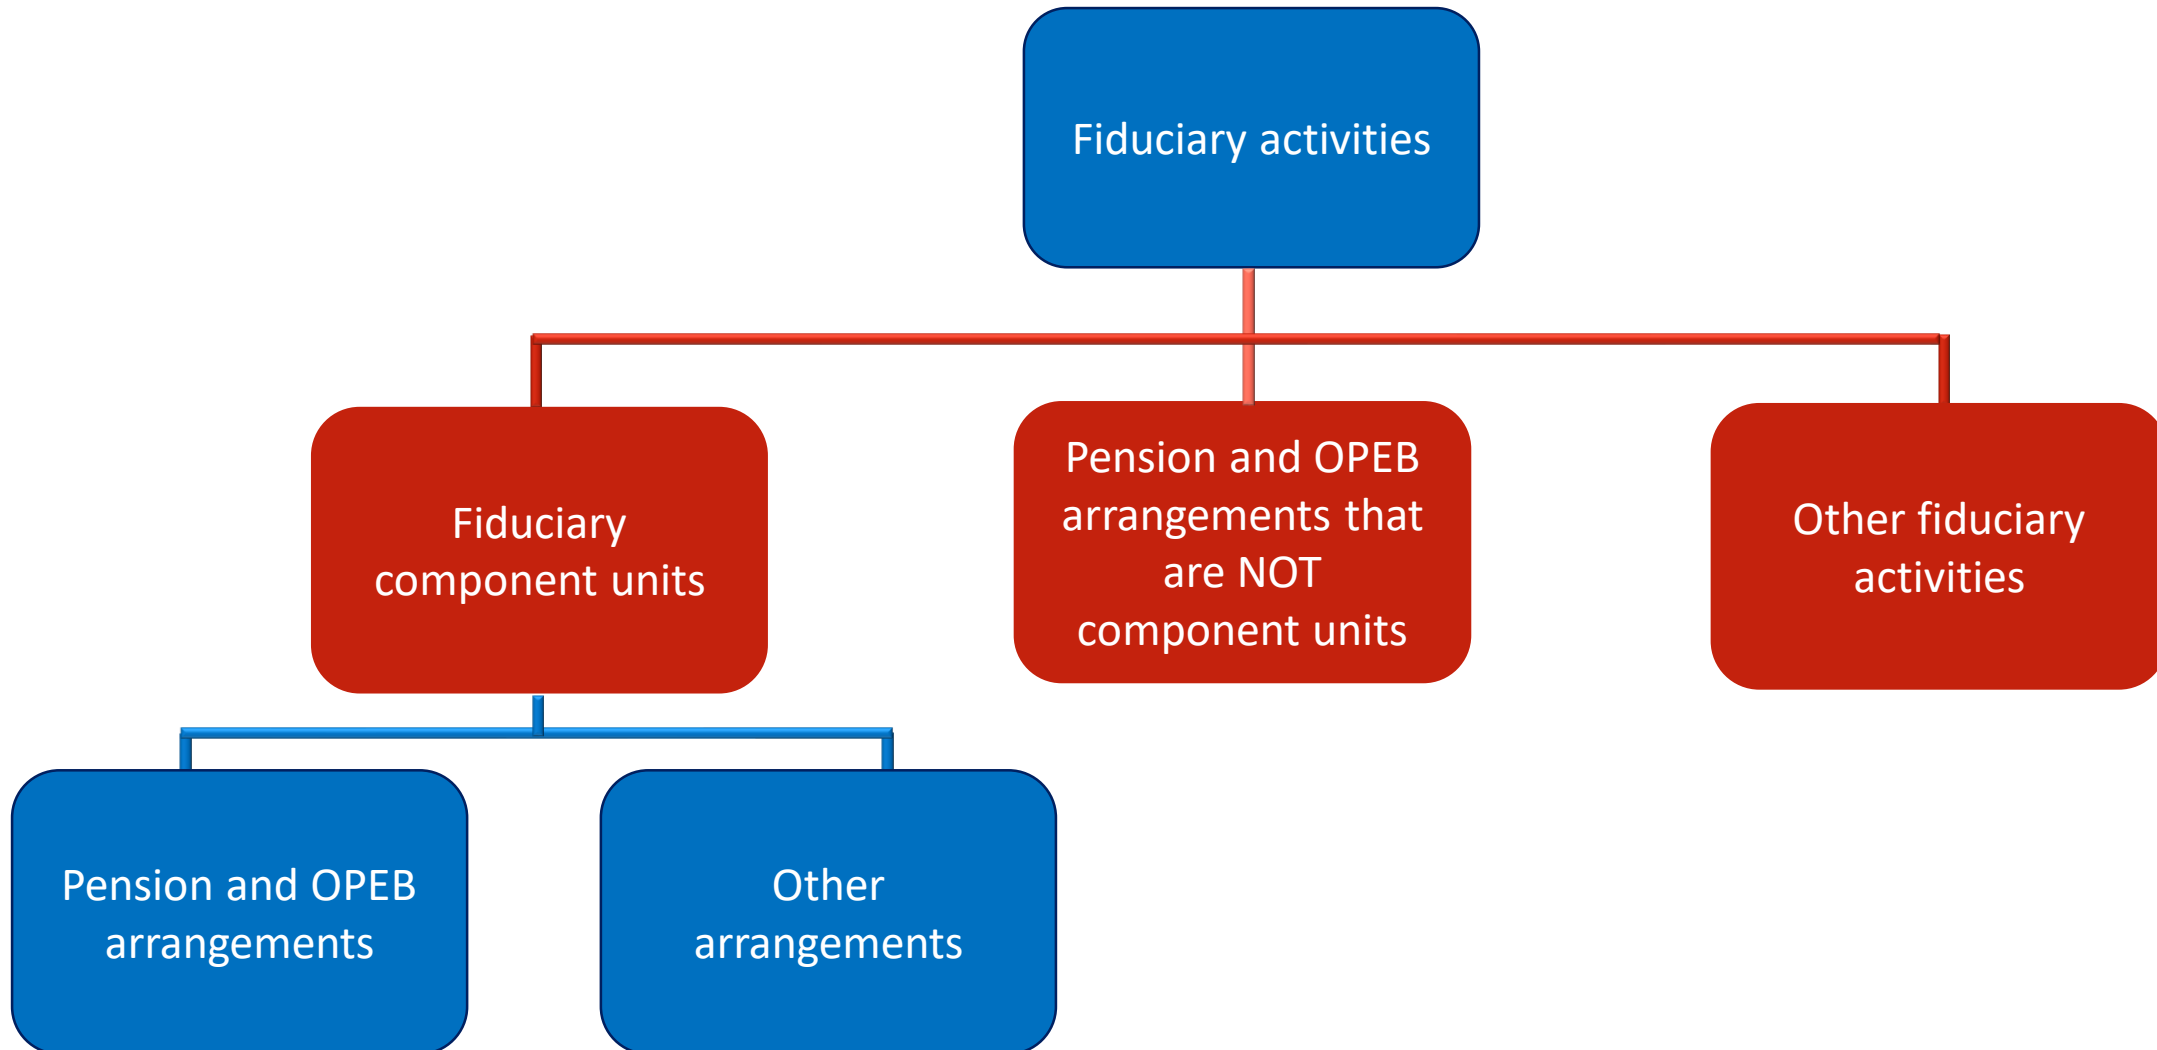 Fiduciary activities
Fiduciary
component units
Pension and OPEB
arrangements that
are NOT
component units
Other fiduciary
activities
Pension and OPEB
arrangements
Other
arrangements